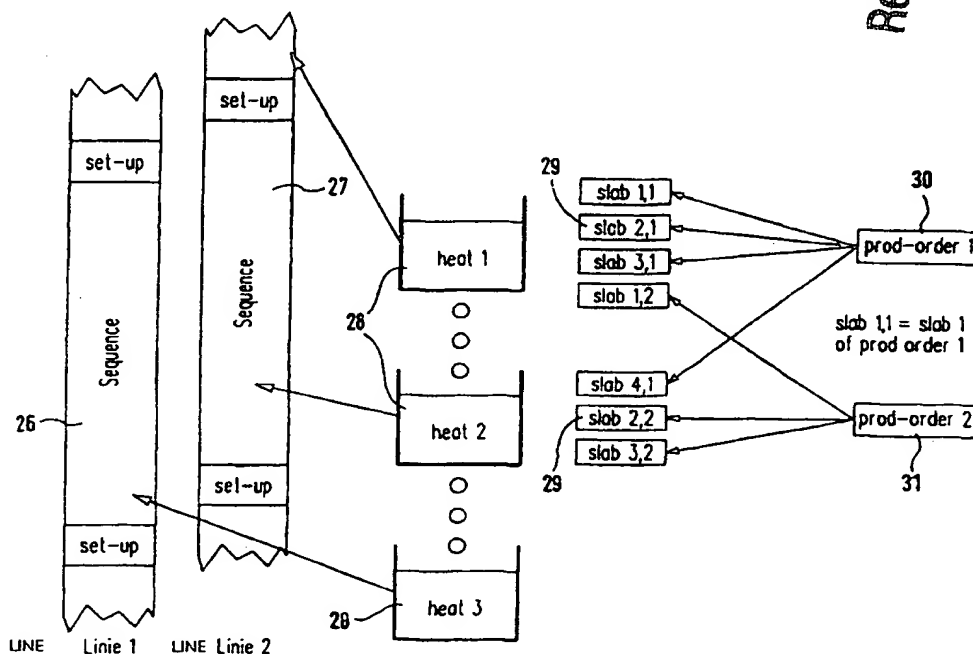 Re
set-up
set-up
27
Sequence
Sequence
26
set-up
set-up
LINE Linie 1 LINE Linie 2
heat 1
28
heat 2
heat 3
28
29
slab 1,1
slab 2,1
slab 3,1
slab 1,2
slab 4,1
slab 2,2
slab 3,2
29
30
prod-order 1
slab 1,1 = slab 1
of prod order 1
prod-order 2
31